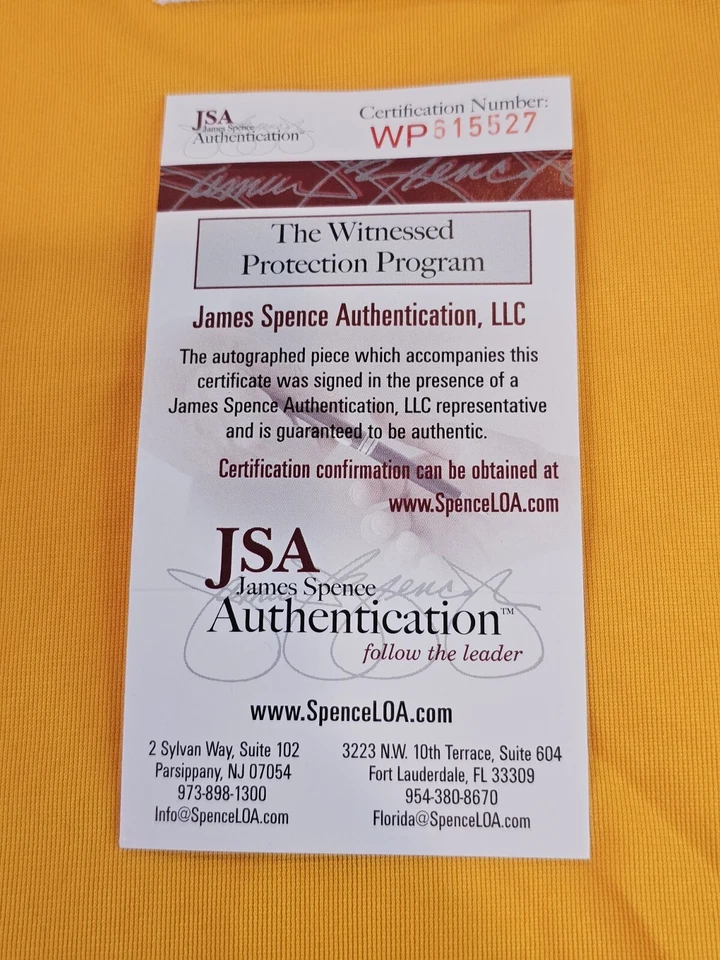 JSA
James Spence
Authentication
Certification Number:
WP615527
James Spence
The Witnessed
Protection Program
James Spence Authentication, LLC
The autographed piece which accompanies this
certificate was signed in the presence of a
James Spence Authentication, LLC representative
and is guaranteed to be authentic.
Certification confirmation can be obtained at
www.SpenceLOA.com
JSA
James Spence
Authentication™
follow the leader
www.SpenceLOA.com
2 Sylvan Way, Suite 102
Parsippany, NJ 07054
973-898-1300
Info@SpenceLOA.com
3223 N.W. 10th Terrace, Suite 604
Fort Lauderdale, FL 33309
954-380-8670
Florida@SpenceLOA.com